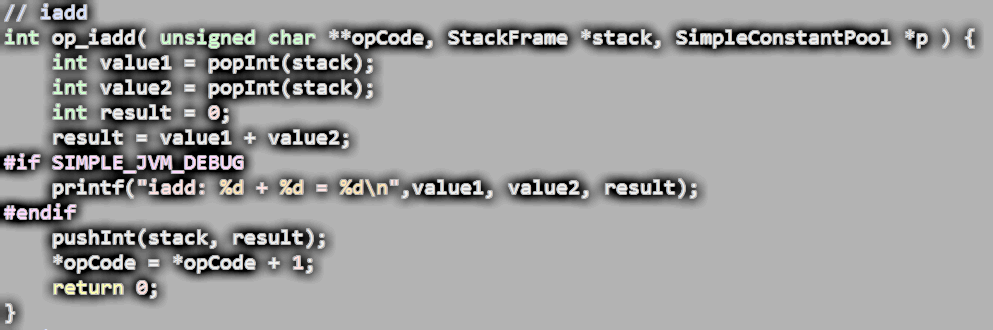 // iadd
int op_iadd( unsigned char **opCode, StackFrame *stack, SimpleConstantPool *p ) {
    int value1 = popInt(stack);
    int value2 = popInt(stack);
    int result = 0;
    result = value1 + value2;
#if SIMPLE_JVM_DEBUG
    printf("iadd: %d + %d = %d\n",value1, value2, result);
#endif
    pushInt(stack, result);
    *opCode = *opCode + 1;
    return 0;
}